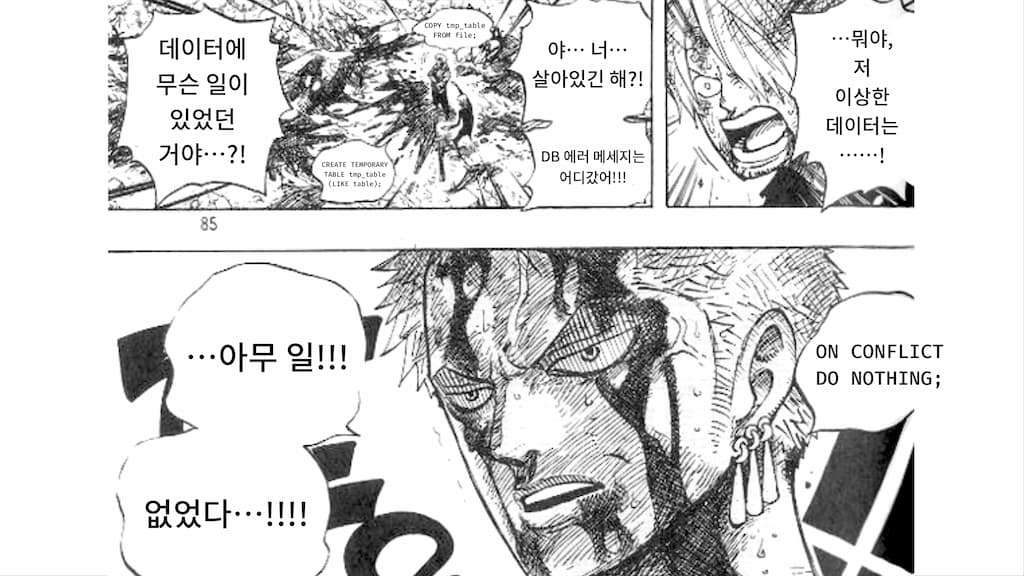 …뭐야,
저
이상한
데이터는
……!
야… 너…
살아있긴 해?!
DB 에러 메세지는
어디갔어!!!
COPY tmp_table
FROM file;
CREATE TEMPORARY
TABLE tmp_table
(LIKE table);
데이터에
무슨 일이
있었던
거야…?!
85
ON CONFLICT
DO NOTHING;
…아무 일!!!
없었다…!!!!